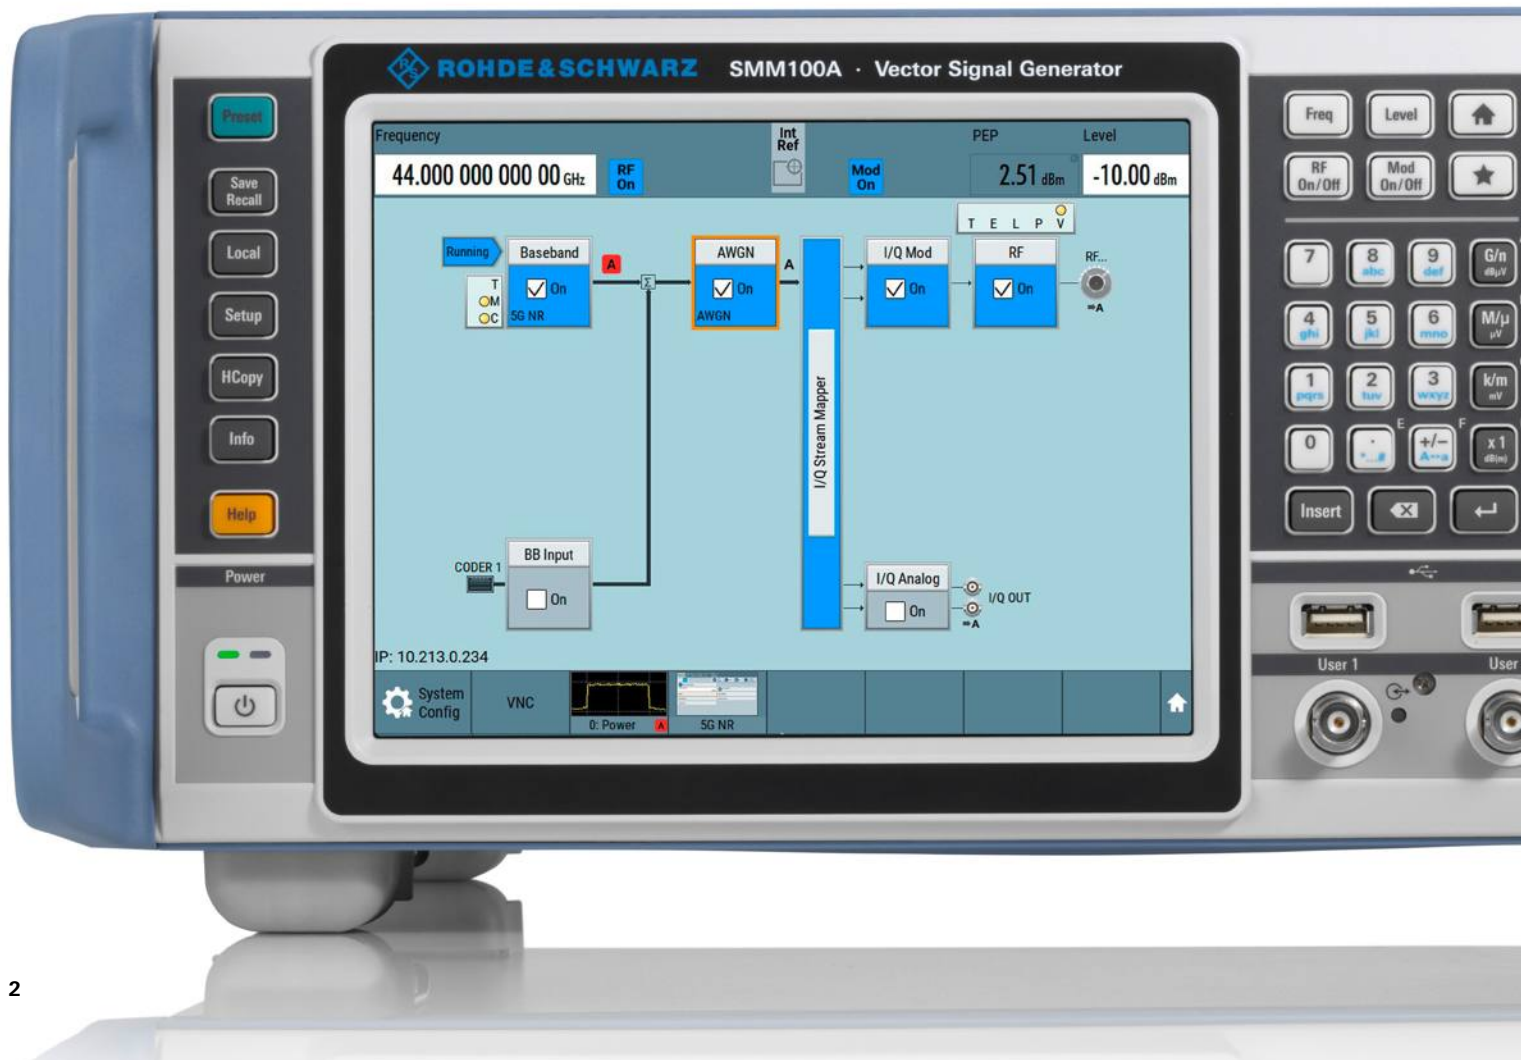 R&S
ROHDE & SCHWARZ SMM100A · Vector Signal Generator
Preset
Save
Recall
Local
Setup
HCopy
Info
Help
Power
Frequency
Int
Ref
PEP
Level
44.000 000 000 00 GHz
RF
On
Mod
On
2.51 dBm
-10.00 dBm
T E L P V
Running
Baseband
On
5G NR
T
M
C
A
Σ
AWGN
On
AWGN
A
I/Q Mod
On
RF
On
RF...
⇒A
I/Q Stream Mapper
CODER 1
BB Input
On
I/Q Analog
On
I/Q OUT
⇒A
IP: 10.213.0.234
System
Config
VNC
0: Power A
5G NR
Freq
Level
RF
On/Off
Mod
On/Off
7
8
abc
9
def
G/n
dBµV
4
ghi
5
jkl
6
mno
M/µ
µV
1
pqrs
2
tuv
3
wxyz
k/m
mV
0
.
*...#
E
+/−
A↔a
F
x 1
dB(m)
Insert
User 1
User
2